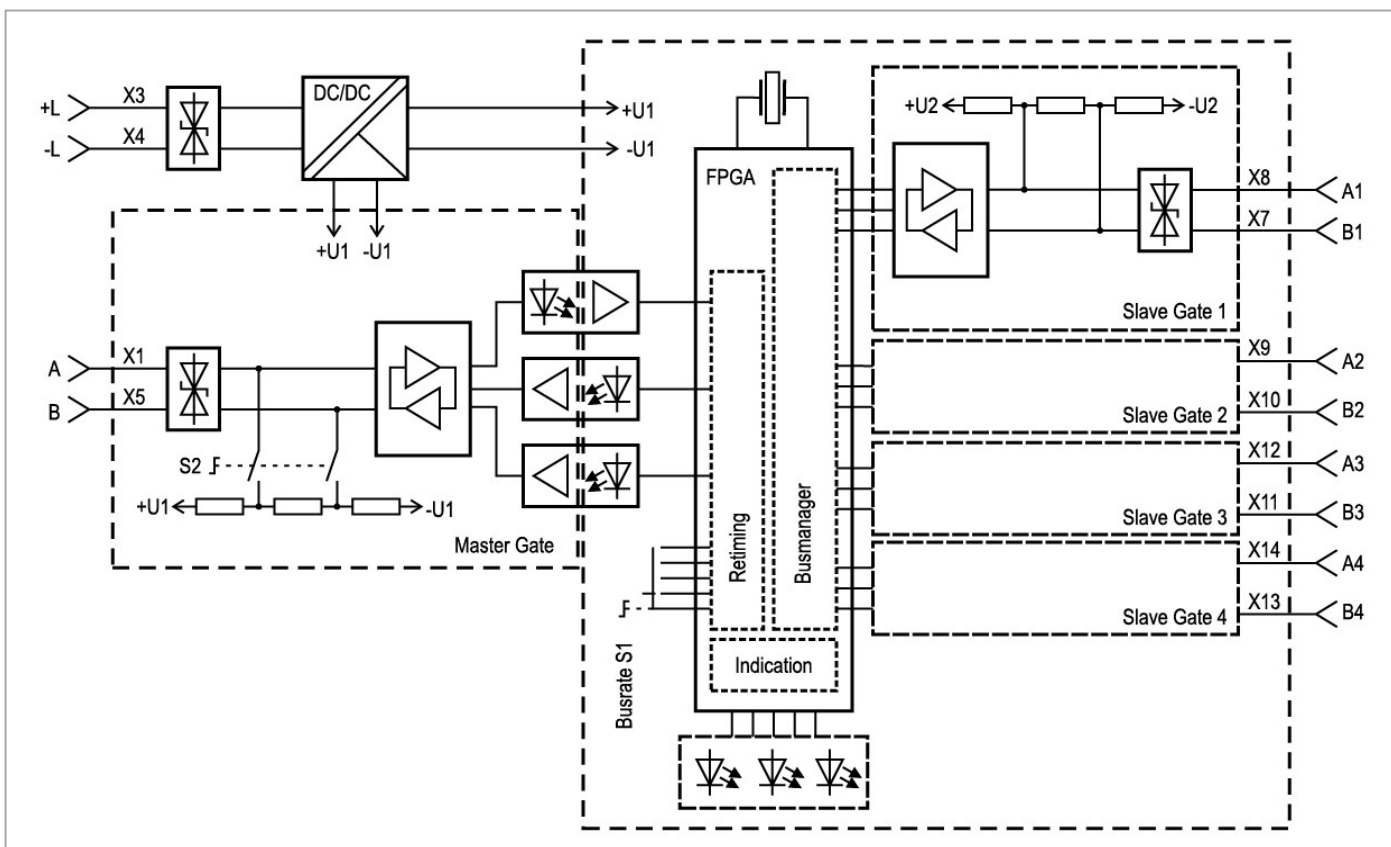 DC/DC
+L
X3
+U1
-L
X4
-U1
+U1
-U1
FPGA
+U2
-U2
X8
A1
X7
B1
Slave Gate 1
A
X1
B
X5
S2
+U1
-U1
Master Gate
X9
A2
X10
B2
Slave Gate 2
X12
A3
X11
B3
Slave Gate 3
X14
A4
X13
B4
Slave Gate 4
Retiming
Busmanager
Indication
Busrate S1